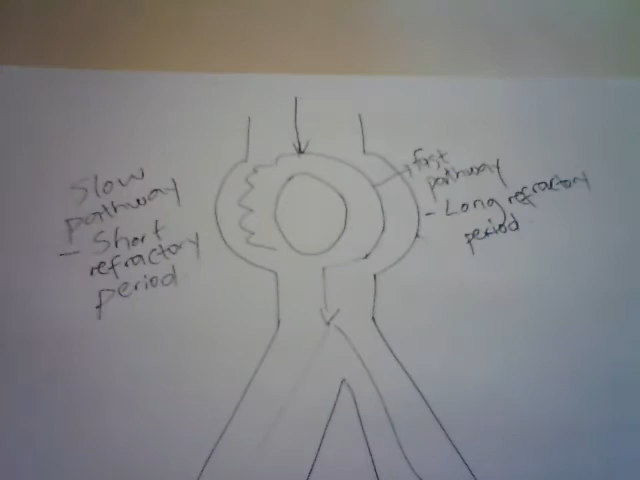 Slow
pathway
- Short
refractory
period
fast
pathway
- Long refractory
period